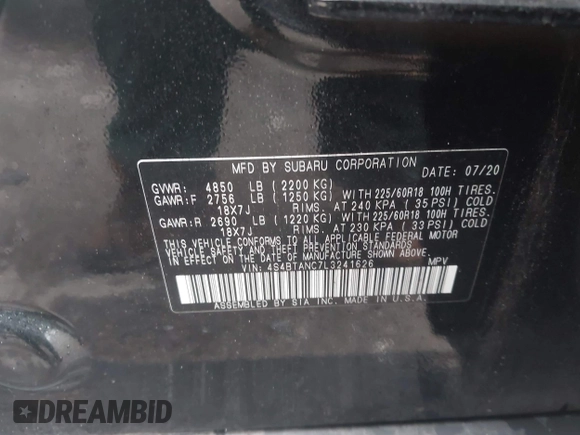 MFD BY SUBARU CORPORATION DATE: 07/20
GVWR: 4850 LB (2200 KG)
GAWR:F 2756 LB (1250 KG) WITH 225/60R18 100H TIRES.
18X7J RIMS. AT 240 KPA (35 PSI) COLD
GAWR:R 2690 LB (1220 KG) WITH 225/60R18 100H TIRES.
18X7J RIMS. AT 230 KPA (33 PSI) COLD
THIS VEHICLE CONFORMS TO ALL APPLICABLE FEDERAL MOTOR
VEHICLE SAFETY AND THEFT PREVENTION STANDARDS
IN EFFECT ON THE DATE OF MANUFACTURE SHOWN ABOVE.
VIN: 4S4BTANC7L3241626 MPV
ASSEMBLED BY SIA INC. MADE IN U.S.A.
DREAMBID